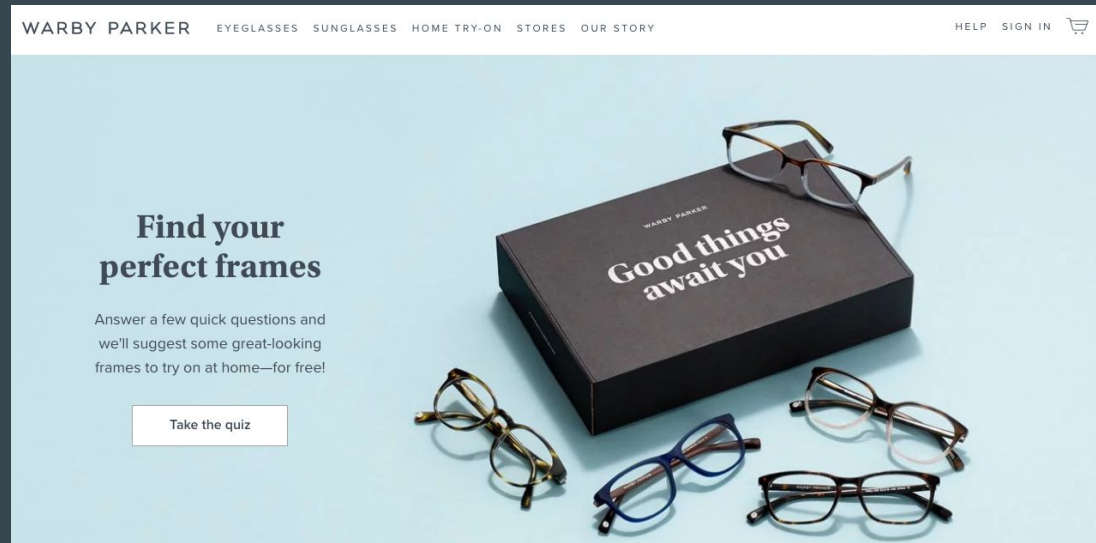 WARBY PARKER
EYEGLASSES SUNGLASSES HOME TRY-ON STORES OUR STORY
HELP SIGN IN
Find your
perfect frames
Answer a few quick questions and
we'll suggest some great-looking
frames to try on at home—for free!
Take the quiz
WARBY PARKER
Good things
await you